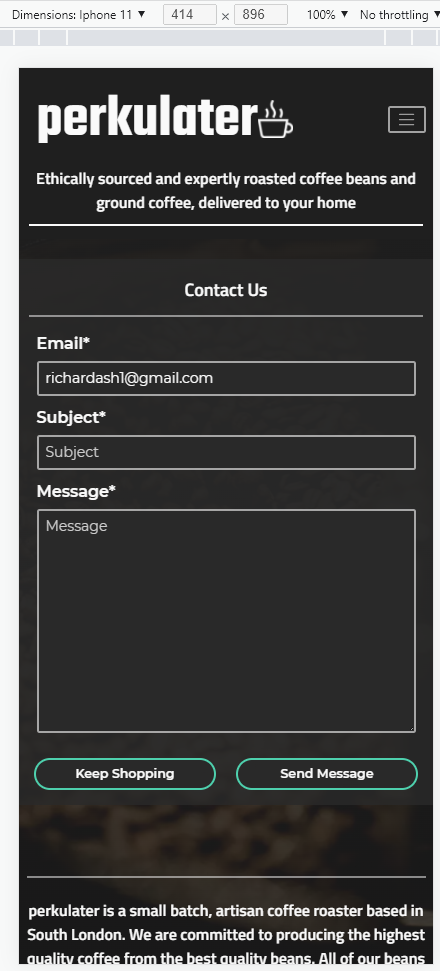 Dimensions: Iphone 11 ▼ 414 × 896 100% ▼ No throttling ▼
perkulater
Ethically sourced and expertly roasted coffee beans and
ground coffee, delivered to your home
Contact Us
Email*
richardash1@gmail.com
Subject*
Subject
Message*
Message
Keep Shopping Send Message
perkulater is a small batch, artisan coffee roaster based in
South London. We are committed to producing the highest
quality coffee from the best quality beans. All of our beans